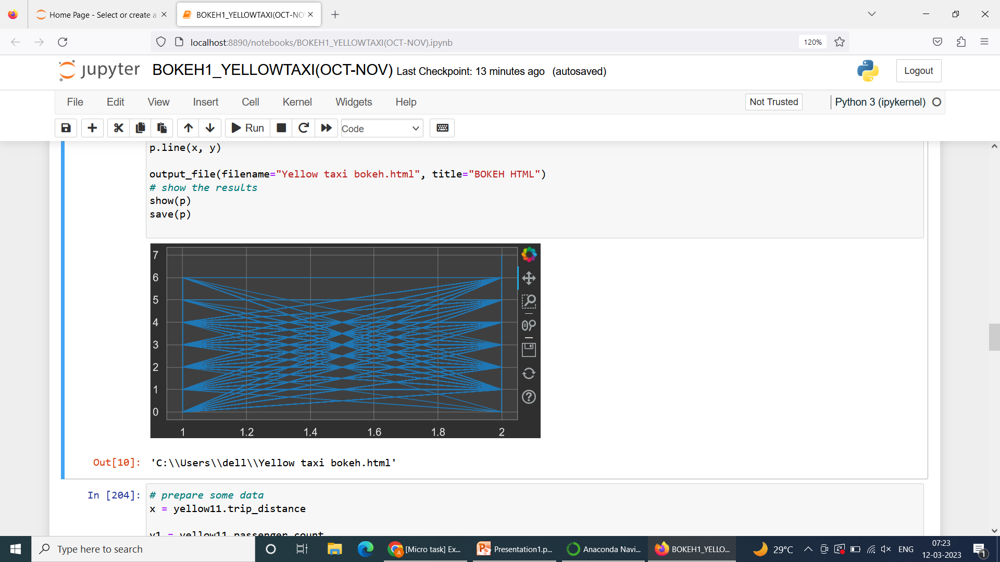 Home Page - Select or create a
BOKEH1_YELLOWTAXI(OCT-NO
localhost:8890/notebooks/BOKEH1_YELLOWTAXI(OCT-NOV).ipynb
120%
jupyter
BOKEH1_YELLOWTAXI(OCT-NOV) Last Checkpoint: 13 minutes ago (autosaved)
Logout
File Edit View Insert Cell Kernel Widgets Help
Not Trusted
Python 3 (ipykernel)
Run
Code
p.line(x, y)
output_file(filename="Yellow taxi bokeh.html", title="BOKEH HTML")
# show the results
show(p)
save(p)
7
6
5
4
3
2
1
0
1 1.2 1.4 1.6 1.8 2
Out[10]: 'C:\\Users\\dell\\Yellow taxi bokeh.html'
In [204]: # prepare some data
x = yellow11.trip_distance
y1 = yellow11.passenger_count
Type here to search
[Micro task] Ex...
Presentation1.p...
Anaconda Navi...
BOKEH1_YELLO...
29°C
ENG
07:23
12-03-2023
1